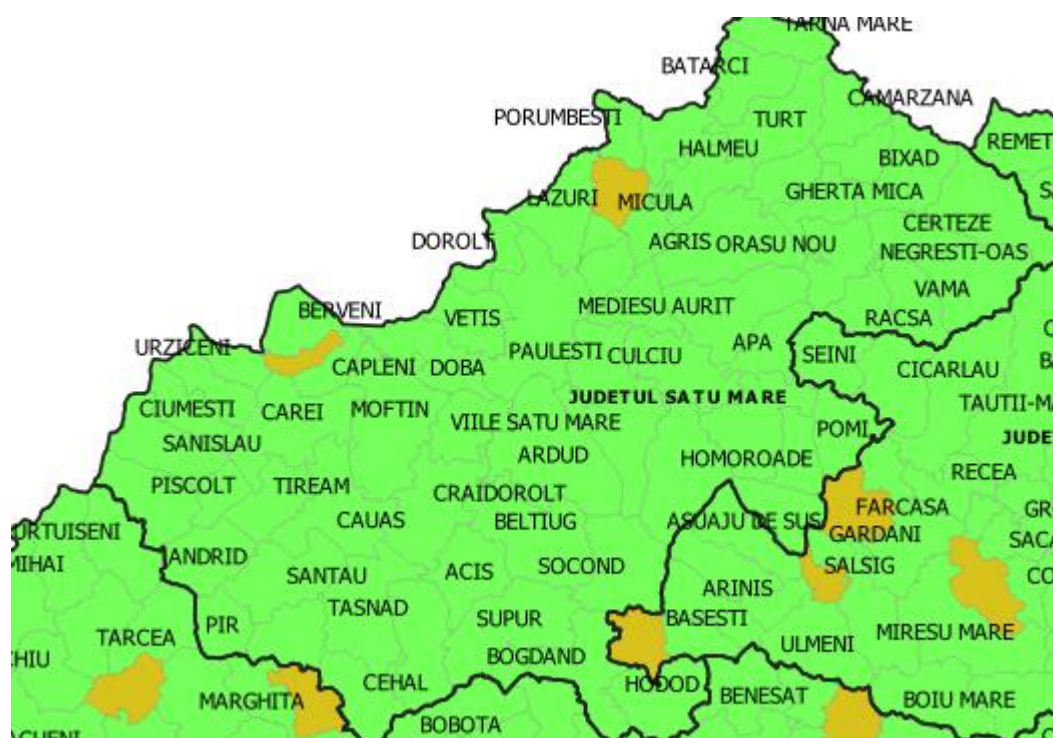 TARNA MARE
BATARCI
CAMARZANA
PORUMBESTI
TURT
REMET
HALMEU
BIXAD
GHERTA MICA
LAZURI
MICULA
CERTEZE
DOROLT
AGRIS
ORASU NOU
NEGRESTI-OAS
VAMA
BERVENI
MEDIESU AURIT
VETIS
RACSA
URZICENI
PAULESTI
CULCIU
APA
SEINI
CAPLENI
DOBA
CICARLAU
JUDETUL SATU MARE
CIUMESTI
CAREI
MOFTIN
TAUTII-MA
VIILE SATU MARE
POMI
JUDE
SANISLAU
ARDUD
HOMOROADE
RECEA
PISCOLT
TIREAM
CRAIDOROLT
FARCASA
GR
CAUAS
BELTIUG
ASUAJU DE SUS
GARDANI
URTUISENI
SACA
MIHAI
ANDRID
SANTAU
ACIS
SOCOND
SALSIG
CO
ARINIS
TASNAD
SUPUR
BASESTI
PIR
TARCEA
ULMENI
MIRESU MARE
CHIU
BOGDAND
CEHAL
HODOD
MARGHITA
BENESAT
BOIU MARE
BOBOTA